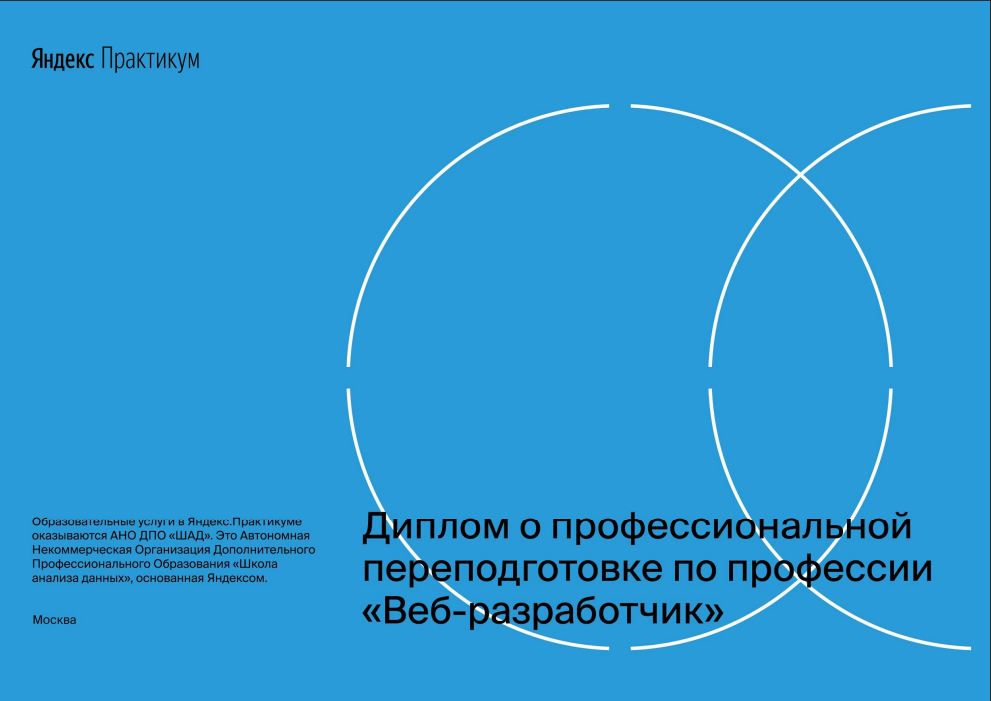 Яндекс Практикум
Образовательные услуги в Яндекс.Практикуме
оказываются АНО ДПО «ШАД». Это Автономная
Некоммерческая Организация Дополнительного
Профессионального Образования «Школа
анализа данных», основанная Яндексом.
Москва
Диплом о профессиональной
переподготовке по профессии
«Веб-разработчик»